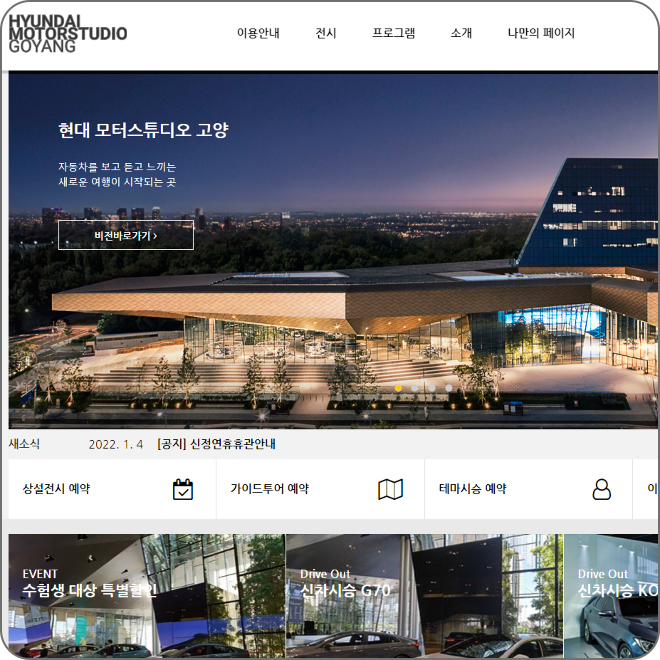 HYUNDAI
MOTORSTUDIO
GOYANG
이용안내 전시 프로그램 소개 나만의 페이지
현대 모터스튜디오 고양
자동차를 보고 듣고 느끼는
새로운 여행이 시작되는 곳
비전바로가기 >
새소식 2022. 1. 4 [공지] 신정연휴휴관안내
상설전시 예약 가이드투어 예약 테마시승 예약 이
EVENT
수험생 대상 특별할인
Drive Out
신차시승 G70
Drive Out
신차시승 KO